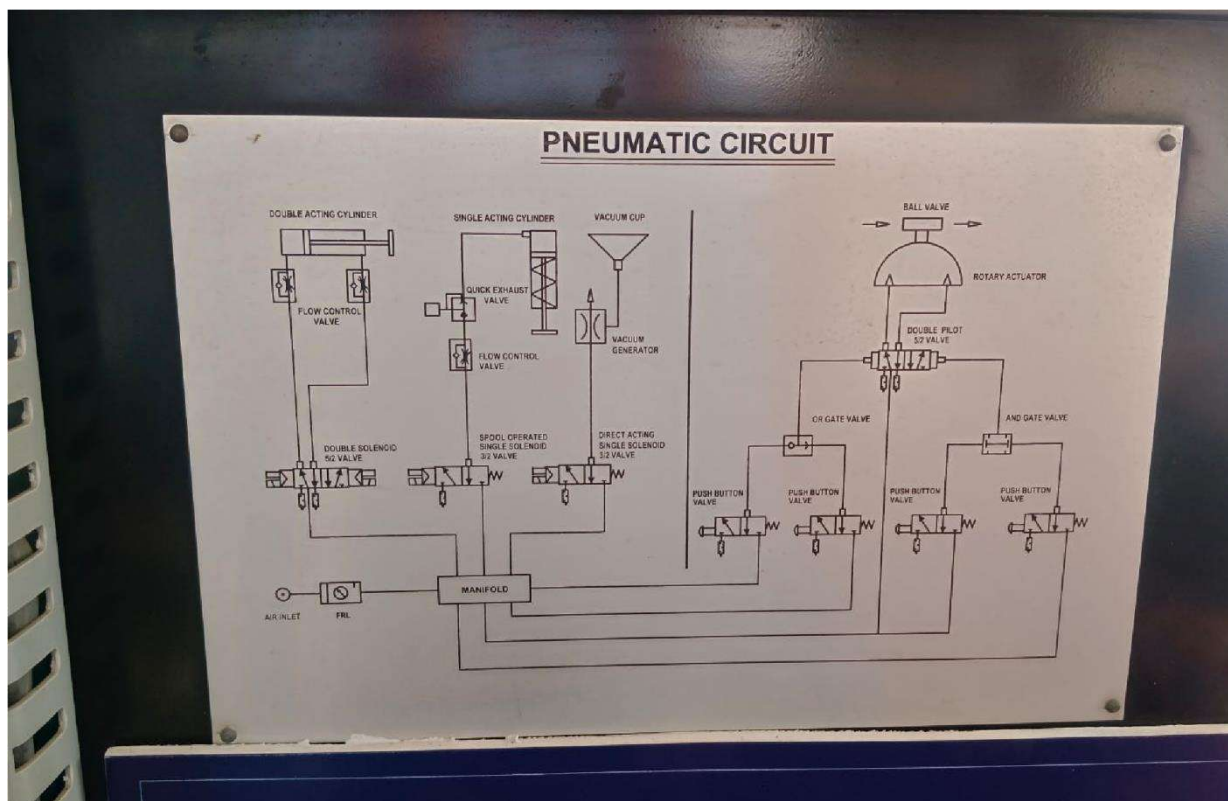 PNEUMATIC CIRCUIT
DOUBLE ACTING CYLINDER
FLOW CONTROL
VALVE
DOUBLE SOLENOID
5/2 VALVE
SINGLE ACTING CYLINDER
QUICK EXHAUST
VALVE
FLOW CONTROL
VALVE
SPOOL OPERATED
SINGLE SOLENOID
3/2 VALVE
VACUUM CUP
VACUUM
GENERATOR
DIRECT ACTING
SINGLE SOLENOID
3/2 VALVE
BALL VALVE
ROTARY ACTUATOR
DOUBLE PILOT
5/2 VALVE
OR GATE VALVE
AND GATE VALVE
PUSH BUTTON
VALVE
PUSH BUTTON
VALVE
PUSH BUTTON
VALVE
PUSH BUTTON
VALVE
AIR INLET
FRL
MANIFOLD